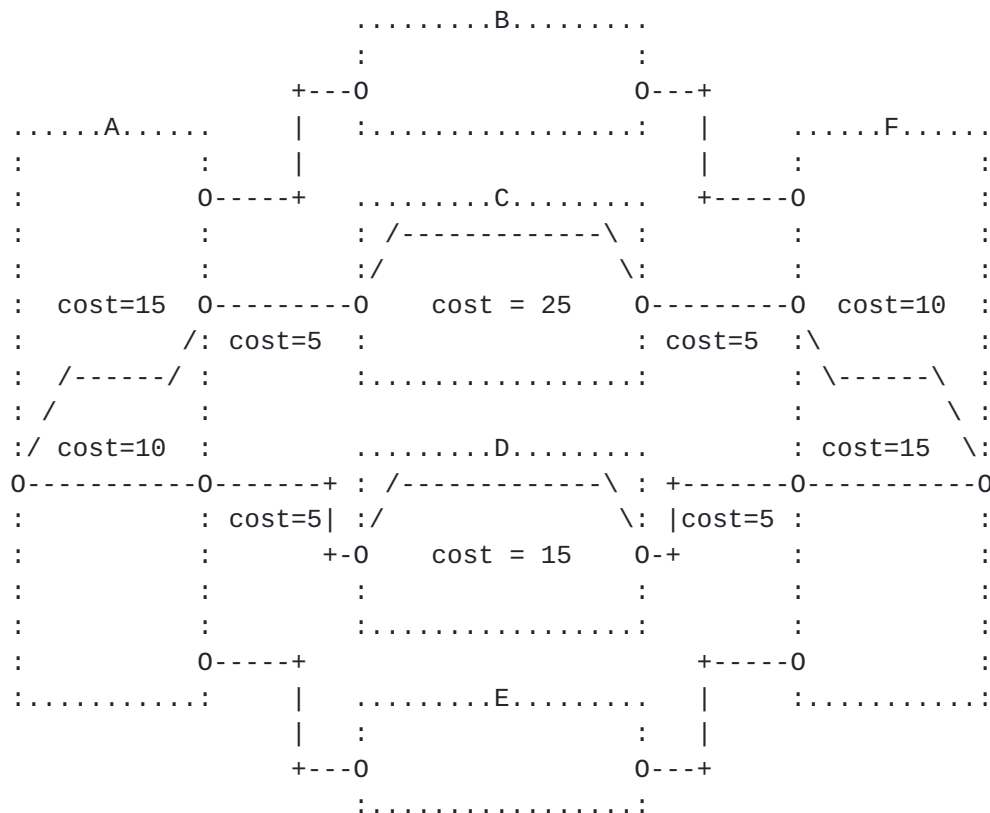 B
A
F
C
cost=15
cost = 25
cost=10
cost=5
cost=5
cost=10
D
cost=15
cost=5
cost=5
cost = 15
E